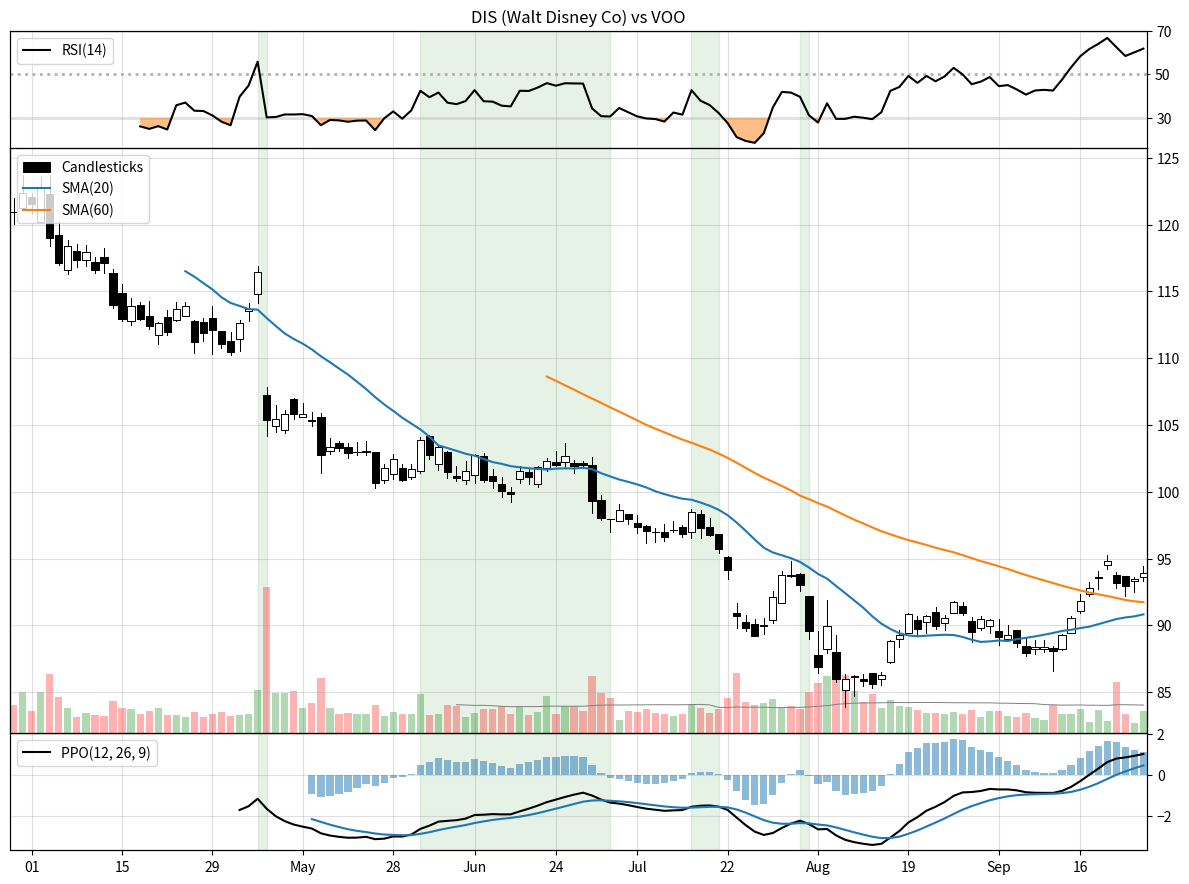 DIS (Walt Disney Co) vs VOO
RSI(14)
70
50
30
Candlesticks
SMA(20)
SMA(60)
125
120
115
110
105
100
95
90
85
PPO(12, 26, 9)
2
0
−2
01 15 29 May 28 Jun 24 Jul 22 Aug 19 Sep 16